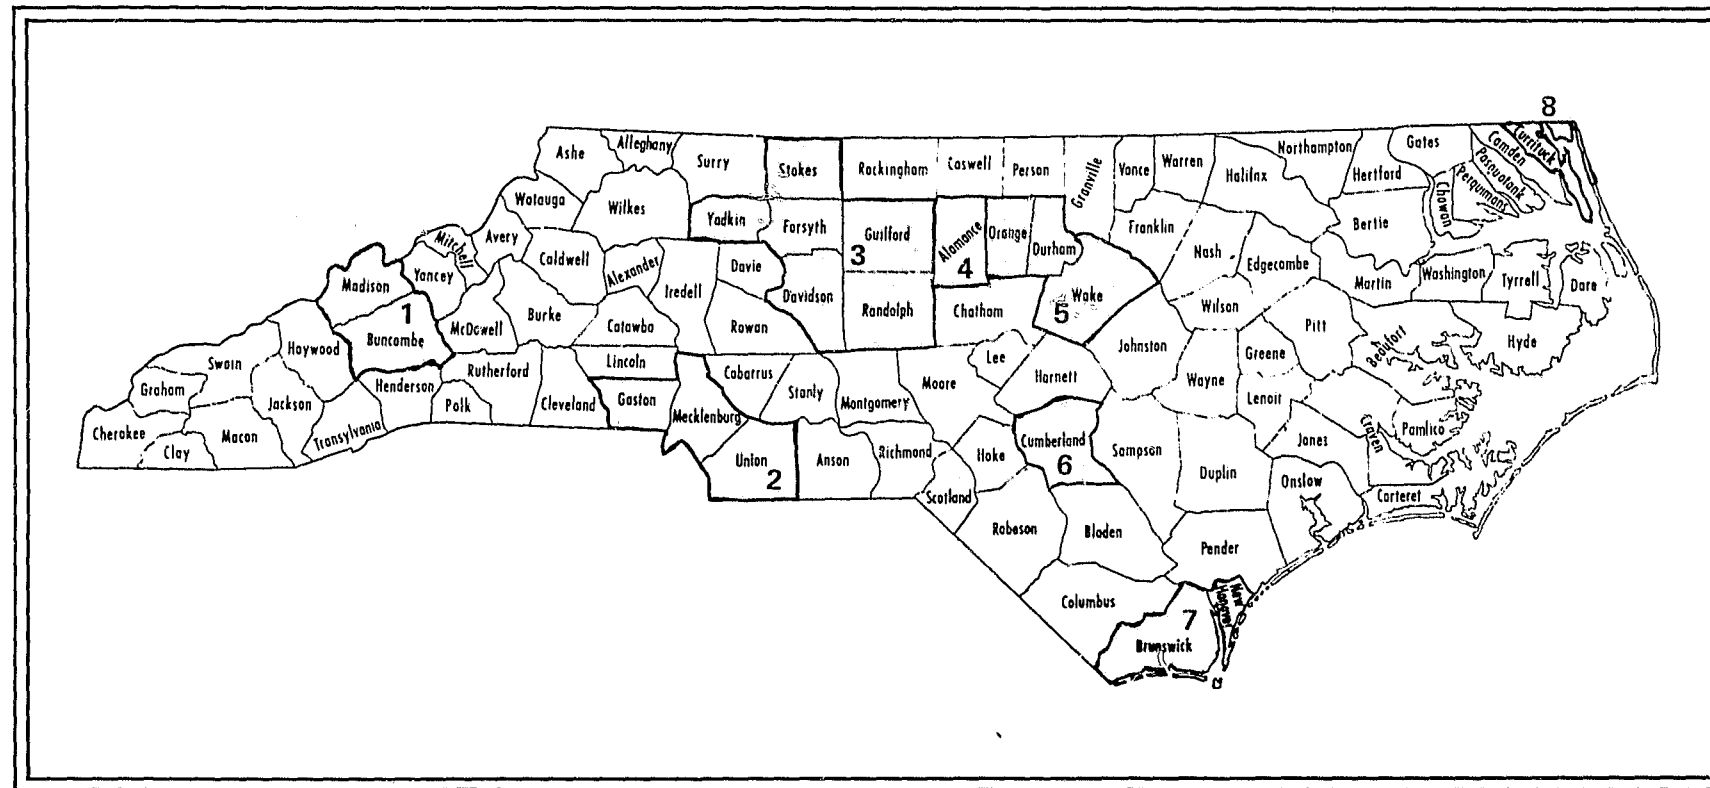 8
Ashe
Alleghany
Surry
Stokes
Rockingham
Caswell
Person
Granville
Vance
Warren
Northampton
Gates
Camden
Currituck
Pasquotank
Perquimans
Chowan
Hertford
Halifax
Watauga
Wilkes
Yadkin
Forsyth
Guilford
3
Alamance
4
Orange
Durham
Franklin
Nash
Edgecombe
Bertie
Mitchell
Avery
Caldwell
Alexander
Iredell
Davie
Davidson
Randolph
Chatham
Wake
5
Wilson
Martin
Washington
Tyrrell
Dare
Madison
Yancey
1
Buncombe
McDowell
Burke
Catawba
Rowan
Johnston
Pitt
Beaufort
Hyde
Swain
Haywood
Rutherford
Lincoln
Cabarrus
Stanly
Moore
Lee
Harnett
Wayne
Greene
Lenoir
Graham
Jackson
Henderson
Polk
Cleveland
Gaston
Mecklenburg
Montgomery
Cherokee
Clay
Macon
Transylvania
Union
2
Anson
Richmond
Hoke
Cumberland
6
Sampson
Duplin
Jones
Craven
Pamlico
Onslow
Carteret
Scotland
Robeson
Bladen
Pender
Columbus
7
New
Hanover
Brunswick